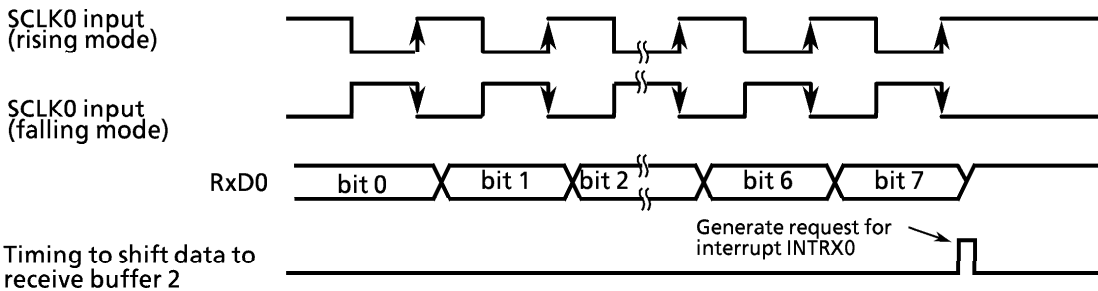 SCLK0 input
(rising mode)
SCLK0 input
(falling mode)
RxD0
bit 0
bit 1
bit 2
bit 6
bit 7
Generate request for
interrupt INTRX0
Timing to shift data to
receive buffer 2